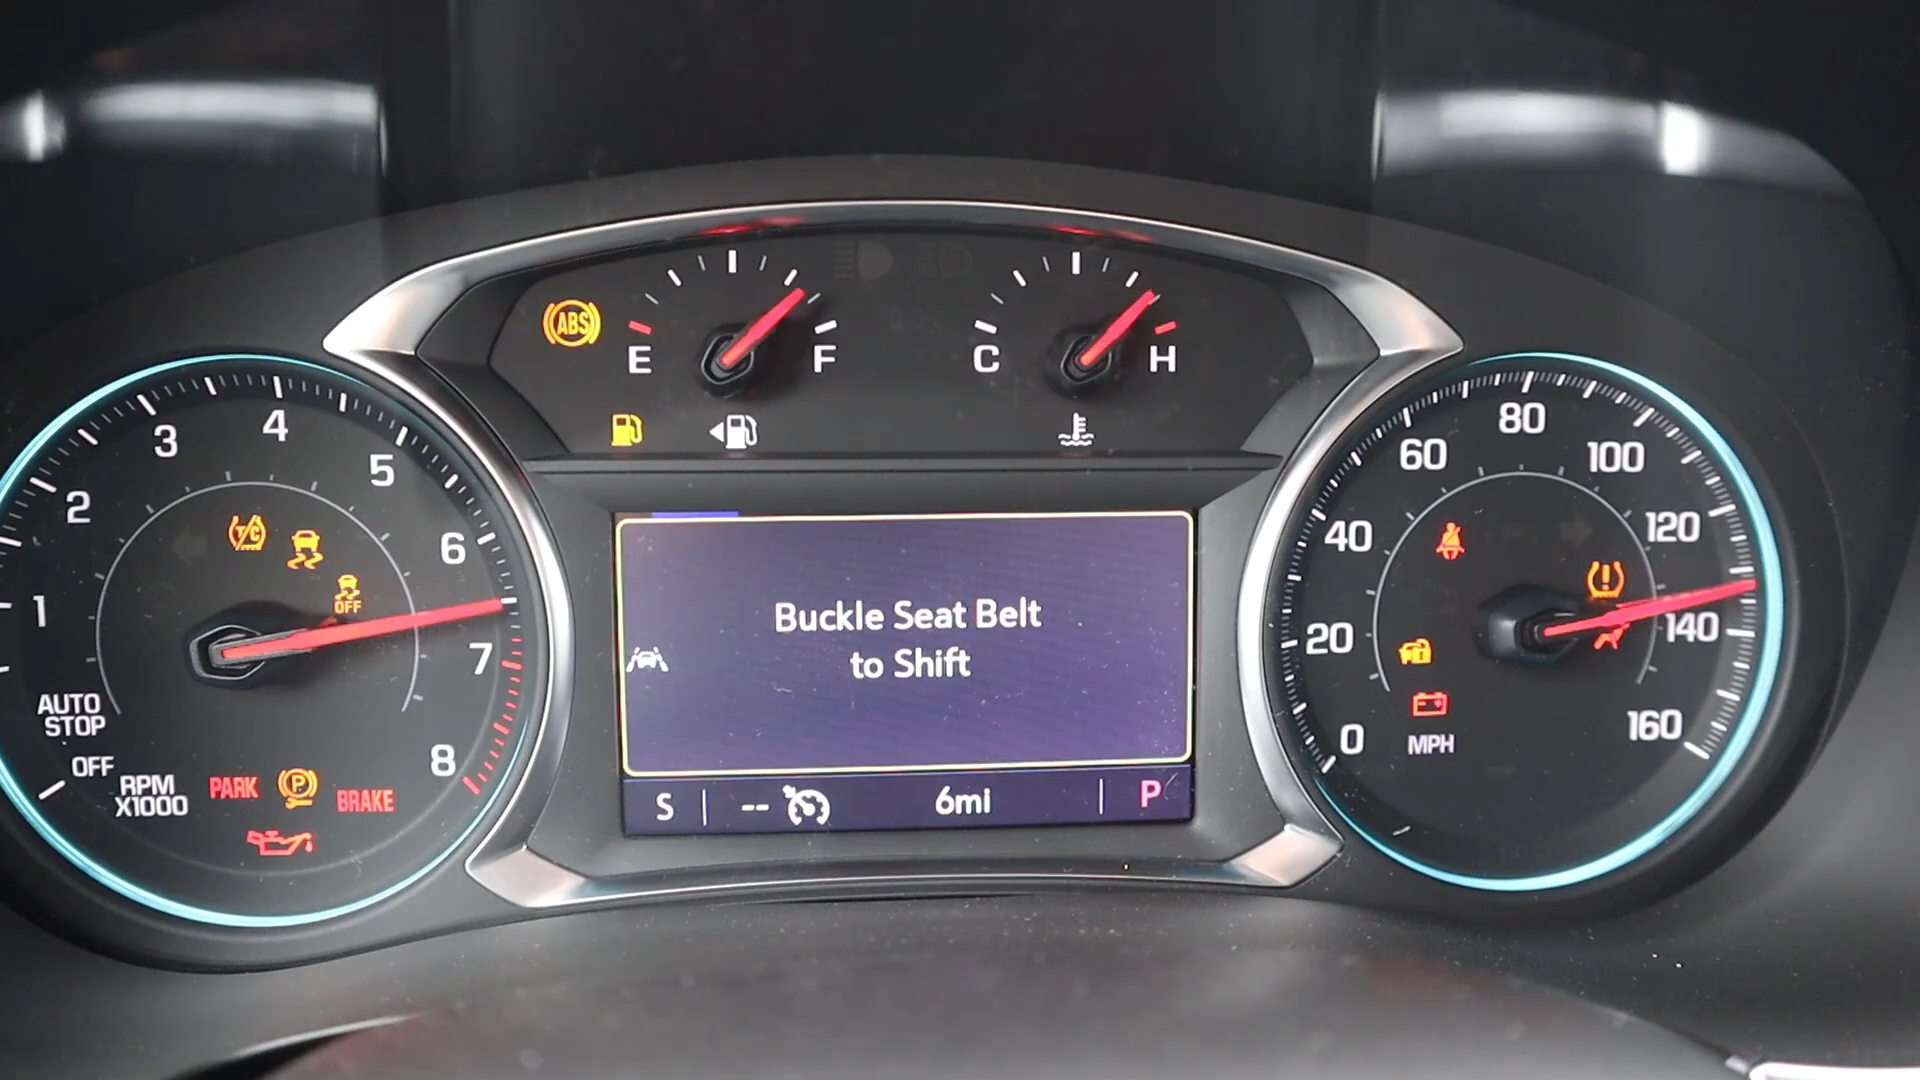 ABS
E
F
C
H
1
2
3
4
5
6
7
8
T/C
OFF
AUTO
STOP
OFF
RPM
X1000
PARK
P
BRAKE
Buckle Seat Belt
to Shift
S
--
6mi
P
0
20
40
60
80
100
120
140
160
MPH